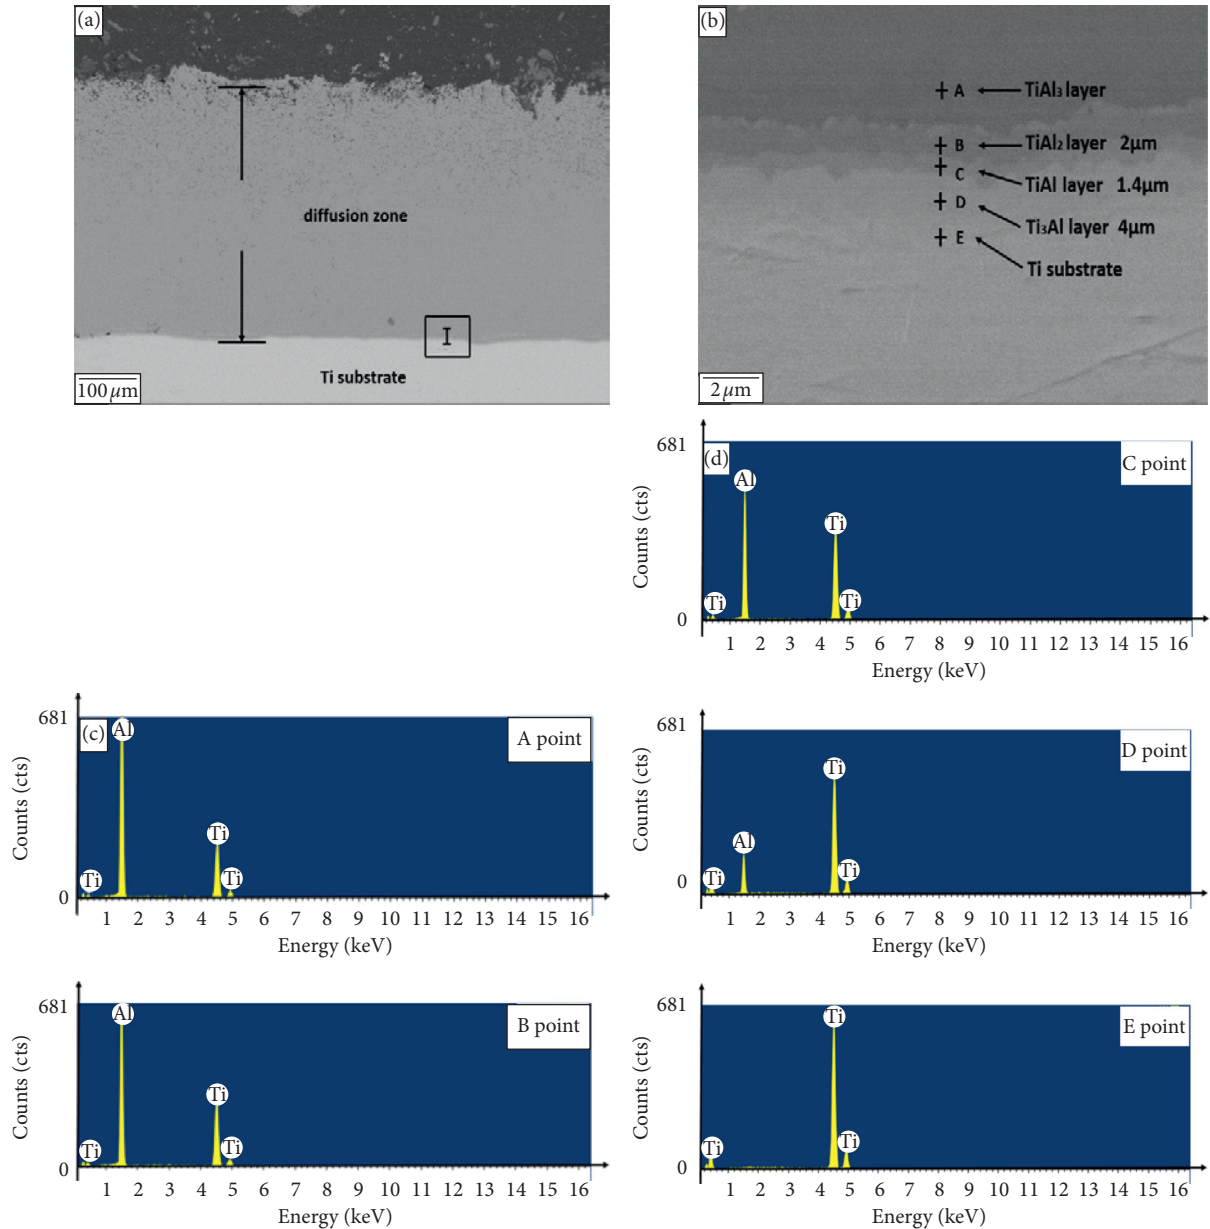 (a)
diffusion zone
I
Ti substrate
100 μm
(b)
A TiAl₃ layer
B TiAl₂ layer 2μm
C TiAl layer 1.4μm
D Ti₃Al layer 4μm
E Ti substrate
2 μm
(d)
C point
681
Counts (cts)
0
Al
Ti
Ti
Ti
1 2 3 4 5 6 7 8 9 10 11 12 13 14 15 16
Energy (keV)
(c)
A point
681
Counts (cts)
0
Al
Ti
Ti
Ti
1 2 3 4 5 6 7 8 9 10 11 12 13 14 15 16
Energy (keV)
D point
681
Counts (cts)
0
Ti
Al
Ti
Ti
1 2 3 4 5 6 7 8 9 10 11 12 13 14 15 16
Energy (keV)
B point
681
Counts (cts)
0
Al
Ti
Ti
Ti
1 2 3 4 5 6 7 8 9 10 11 12 13 14 15 16
Energy (keV)
E point
681
Counts (cts)
0
Ti
Ti
Ti
1 2 3 4 5 6 7 8 9 10 11 12 13 14 15 16
Energy (keV)